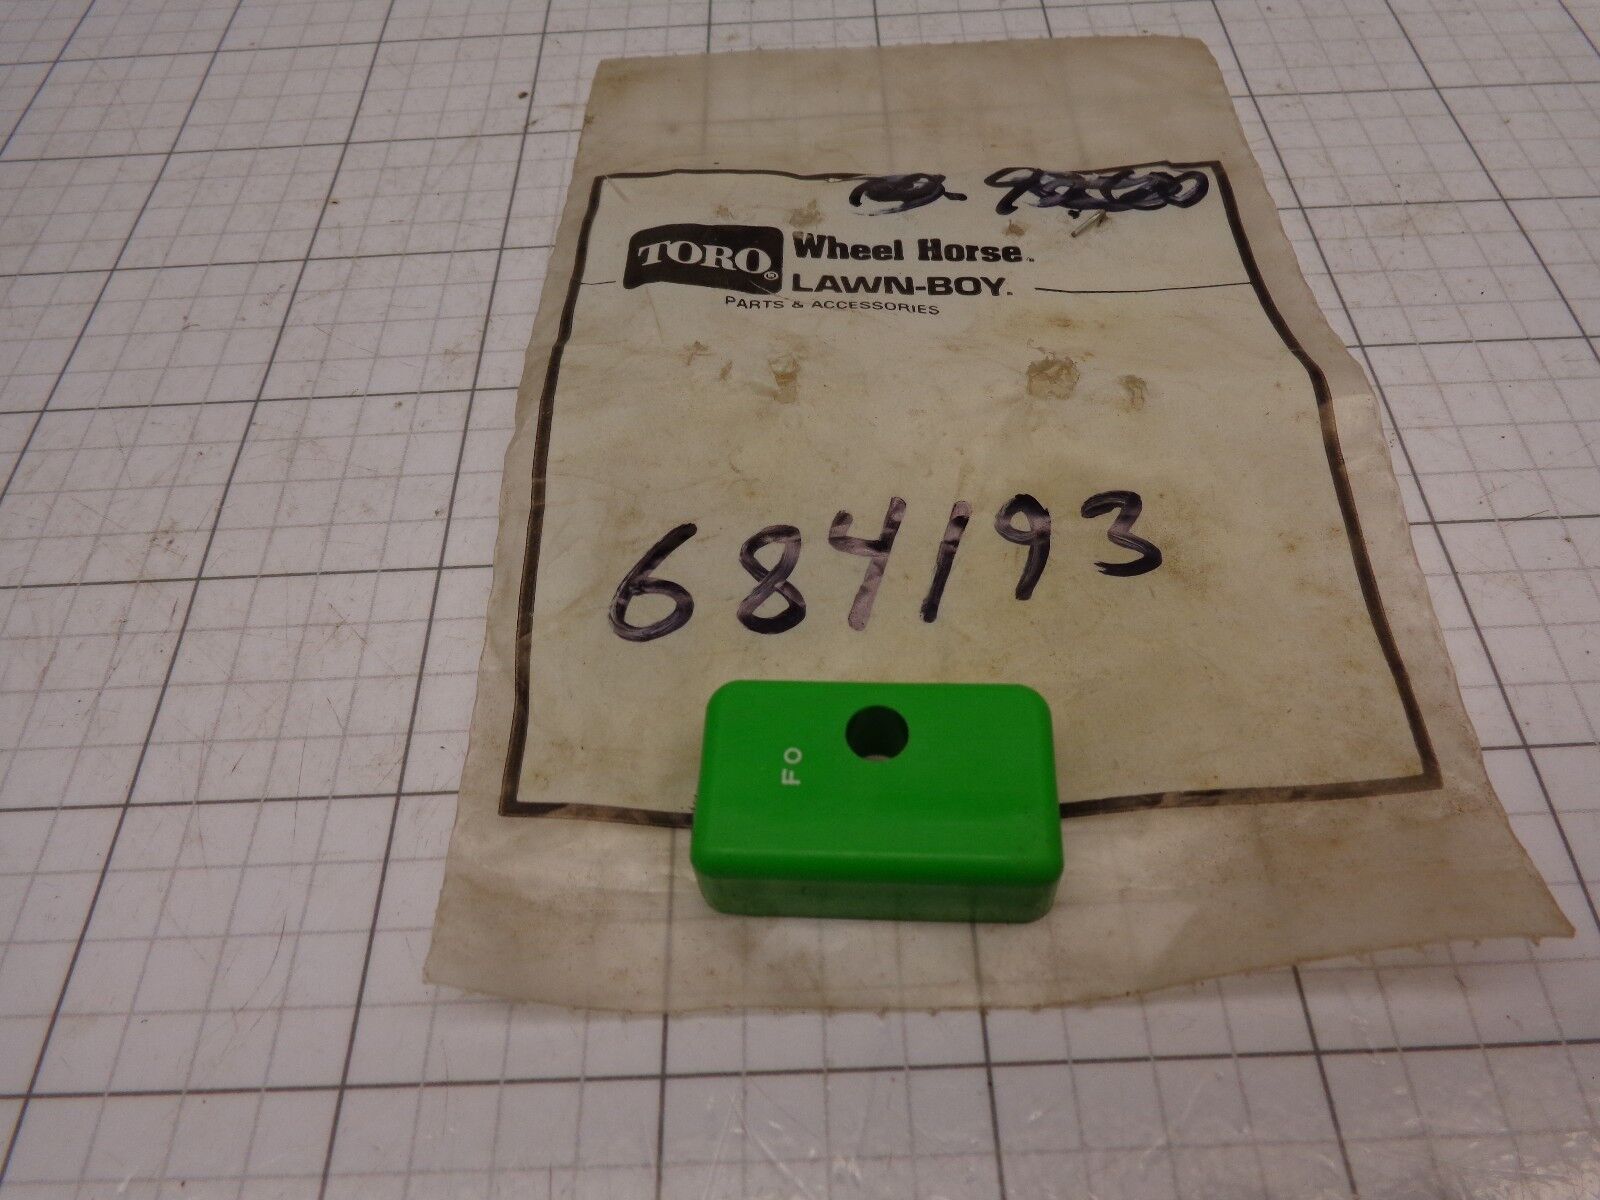 TORO®
Wheel Horse.
LAWN-BOY.
PARTS & ACCESSORIES
684193
FO